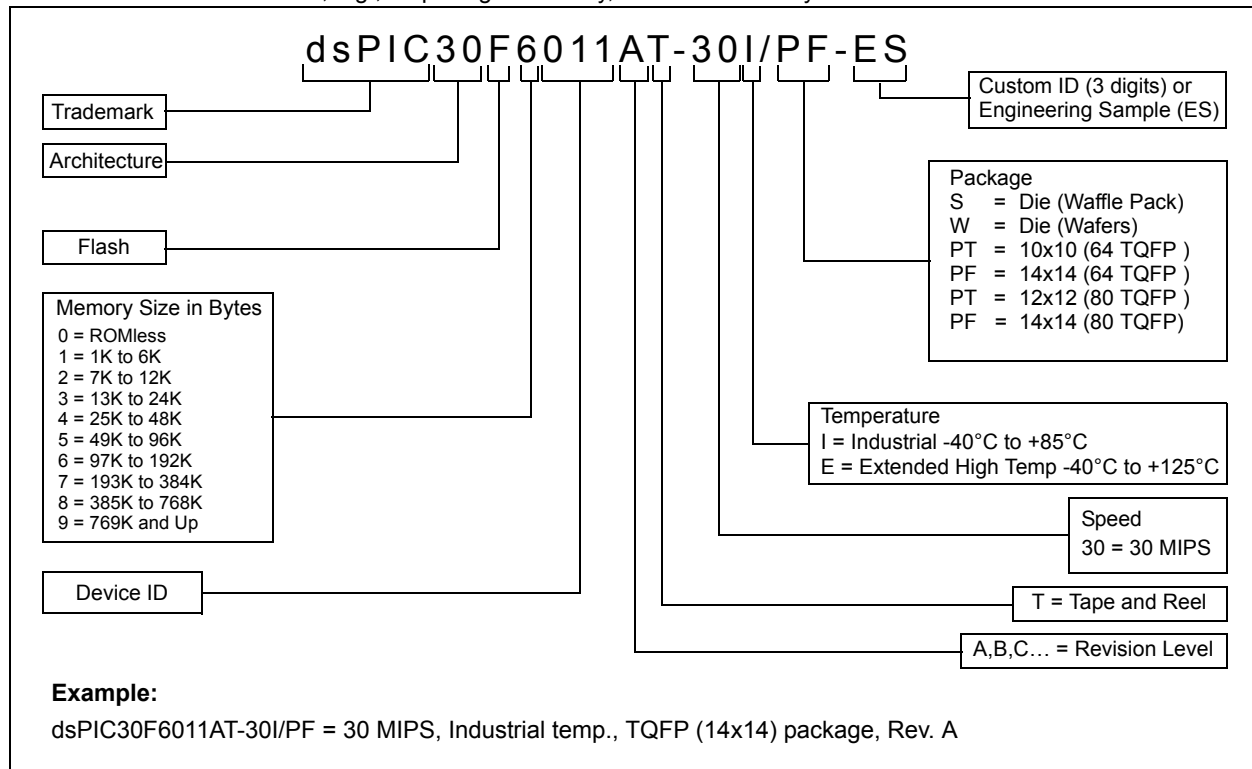 dsPIC30F6011AT-30I/PF-ES
Trademark
Architecture
Flash
Memory Size in Bytes
0 = ROMless
1 = 1K to 6K
2 = 7K to 12K
3 = 13K to 24K
4 = 25K to 48K
5 = 49K to 96K
6 = 97K to 192K
7 = 193K to 384K
8 = 385K to 768K
9 = 769K and Up
Device ID
Custom ID (3 digits) or
Engineering Sample (ES)
Package
S = Die (Waffle Pack)
W = Die (Wafers)
PT = 10x10 (64 TQFP )
PF = 14x14 (64 TQFP )
PT = 12x12 (80 TQFP )
PF = 14x14 (80 TQFP)
Temperature
I = Industrial -40°C to +85°C
E = Extended High Temp -40°C to +125°C
Speed
30 = 30 MIPS
T = Tape and Reel
A,B,C… = Revision Level
Example:
dsPIC30F6011AT-30I/PF = 30 MIPS, Industrial temp., TQFP (14x14) package, Rev. A